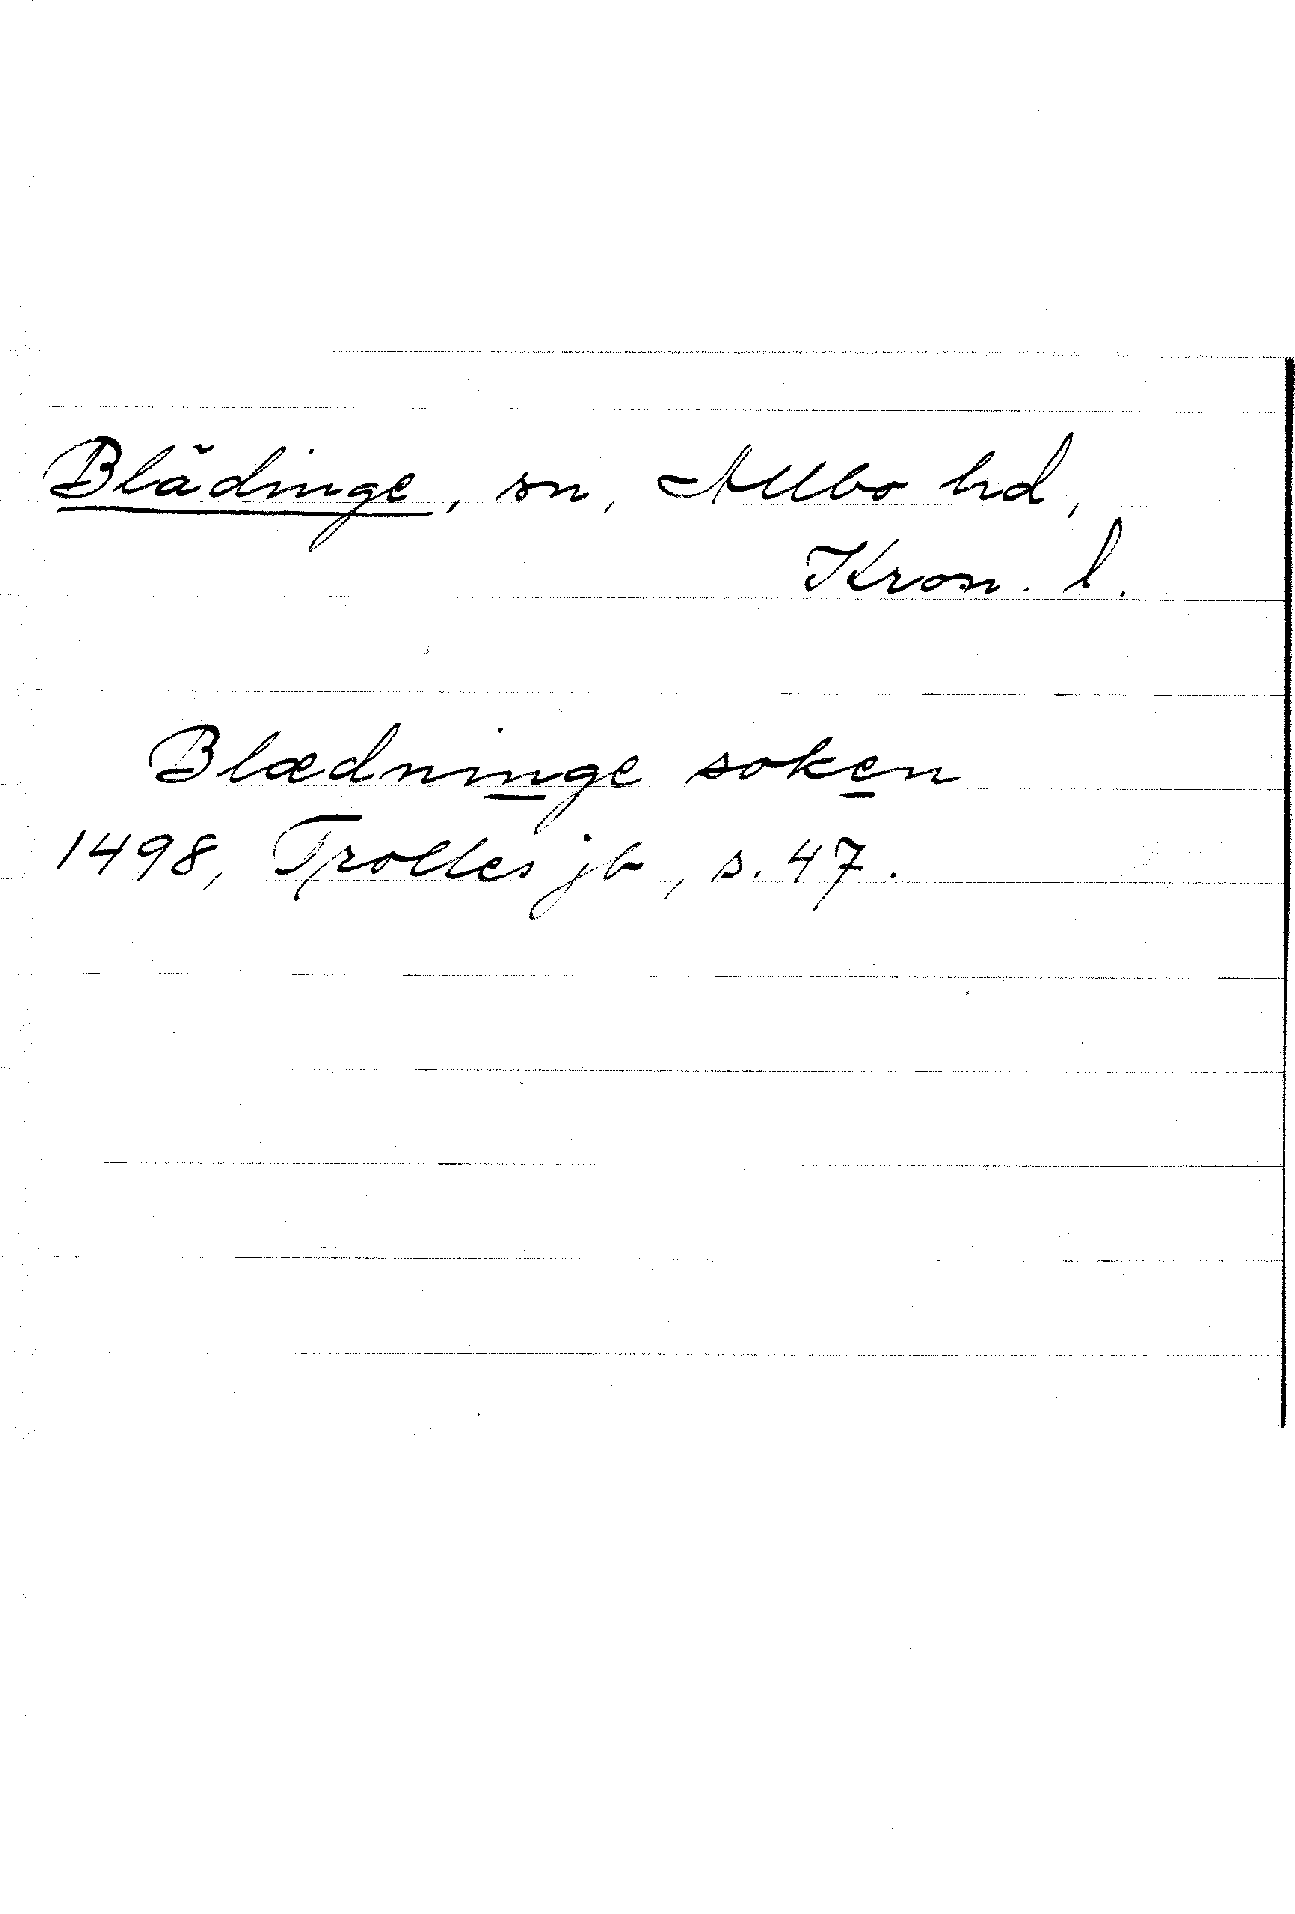 Blädinge, sn, Allbo hd,
Kron. l.
Blædninge soken
1498, Trolles jb, s. 47.